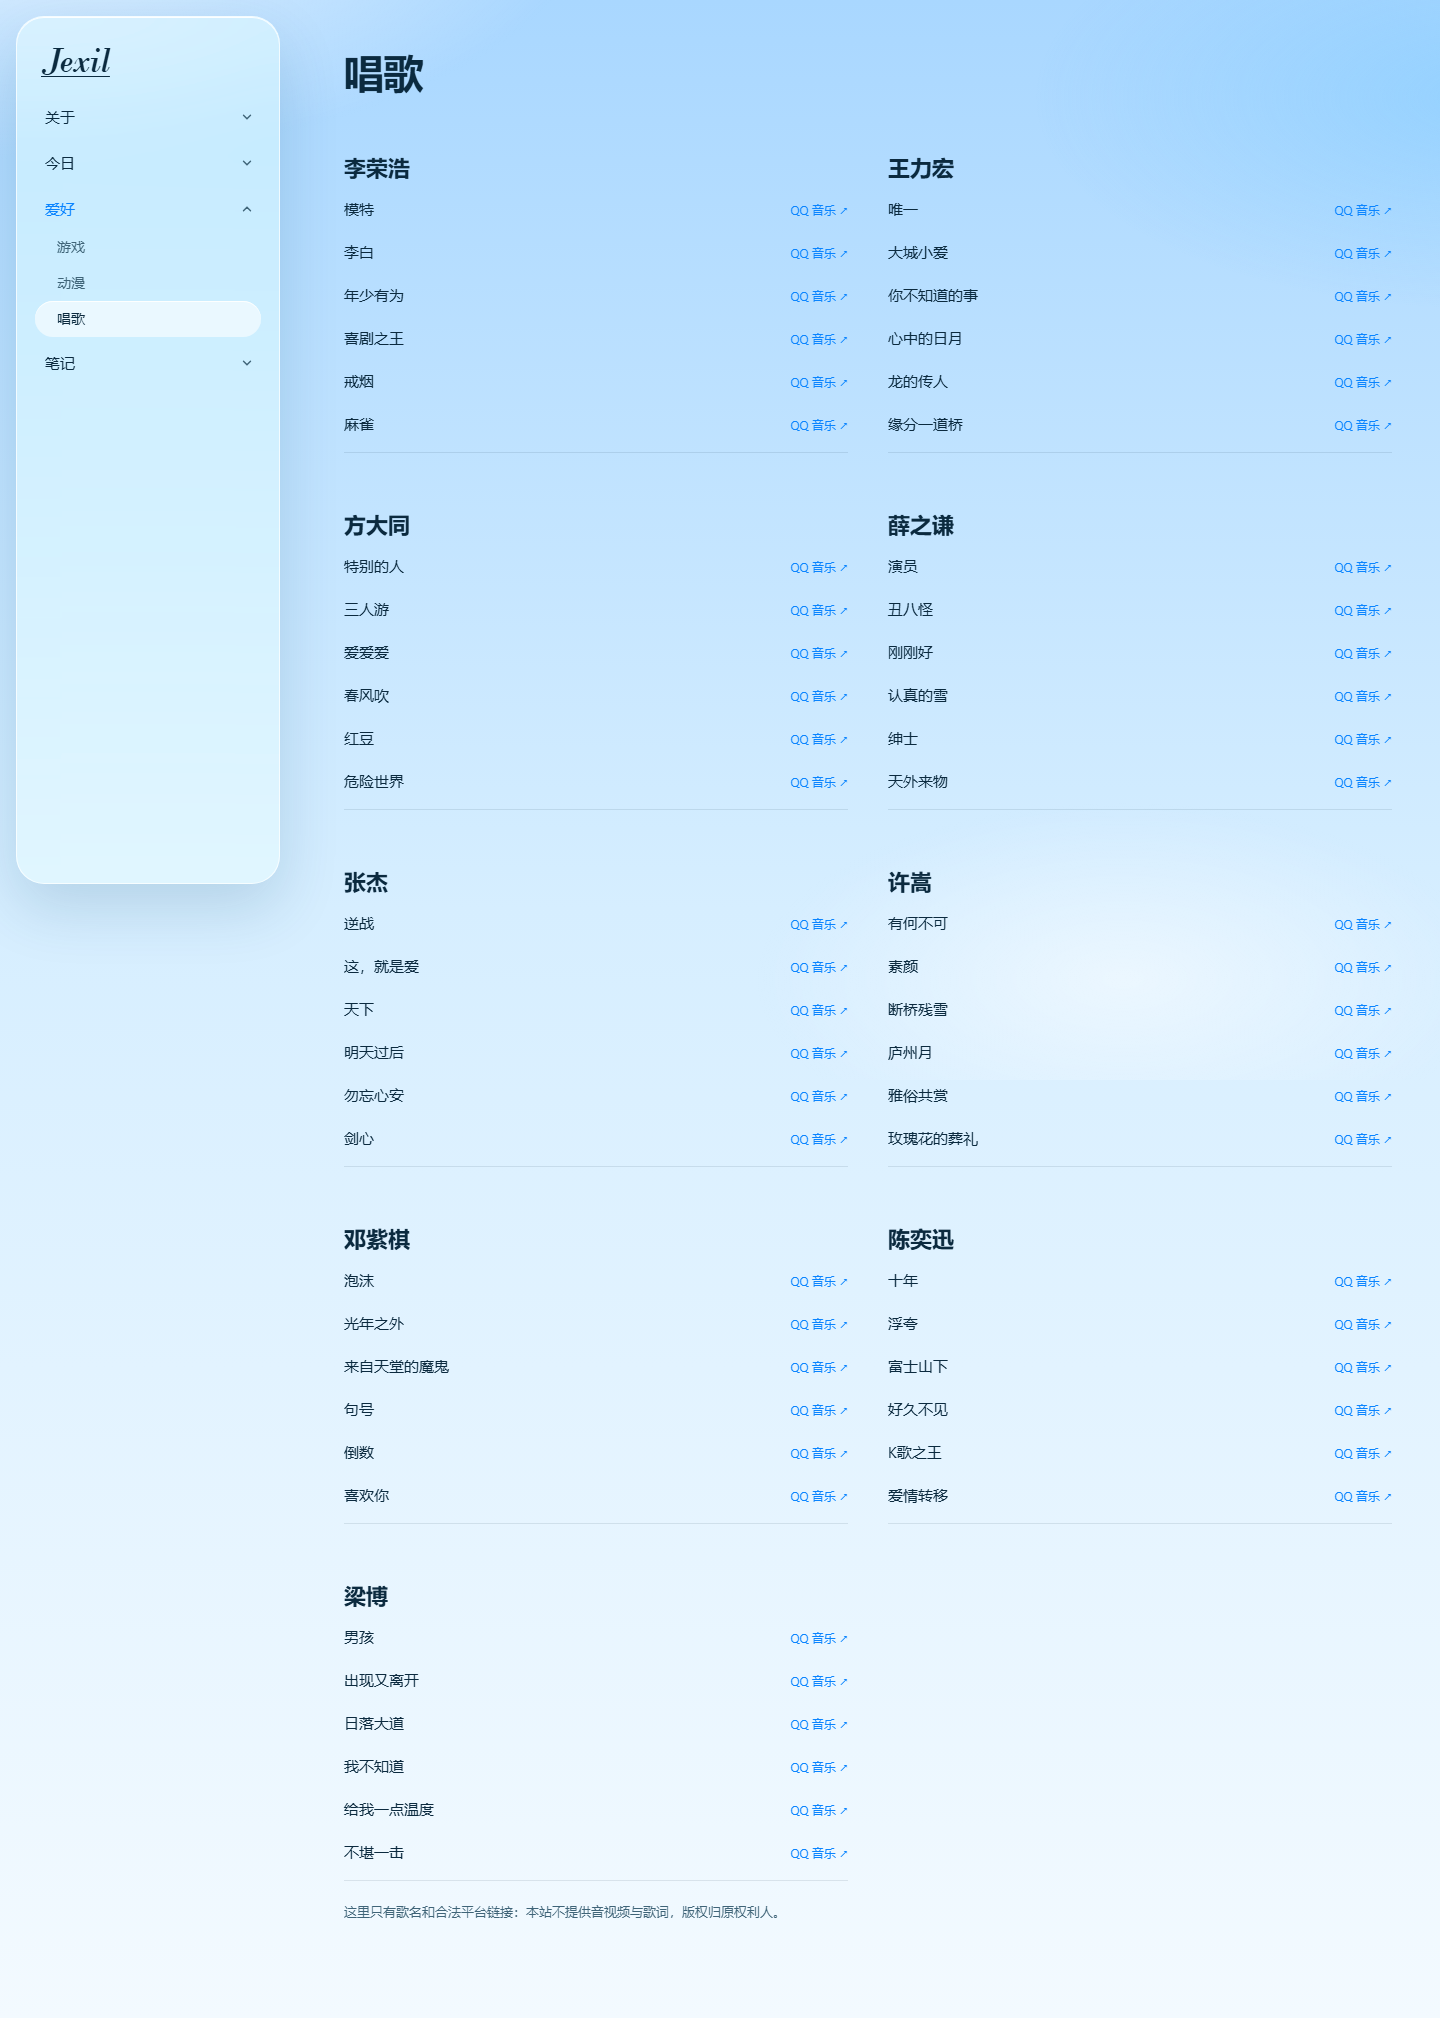 Jexil
关于
今日
爱好
游戏
动漫
唱歌
笔记
唱歌
李荣浩
模特 QQ 音乐 ↗
李白 QQ 音乐 ↗
年少有为 QQ 音乐 ↗
喜剧之王 QQ 音乐 ↗
戒烟 QQ 音乐 ↗
麻雀 QQ 音乐 ↗
王力宏
唯一 QQ 音乐 ↗
大城小爱 QQ 音乐 ↗
你不知道的事 QQ 音乐 ↗
心中的日月 QQ 音乐 ↗
龙的传人 QQ 音乐 ↗
缘分一道桥 QQ 音乐 ↗
方大同
特别的人 QQ 音乐 ↗
三人游 QQ 音乐 ↗
爱爱爱 QQ 音乐 ↗
春风吹 QQ 音乐 ↗
红豆 QQ 音乐 ↗
危险世界 QQ 音乐 ↗
薛之谦
演员 QQ 音乐 ↗
丑八怪 QQ 音乐 ↗
刚刚好 QQ 音乐 ↗
认真的雪 QQ 音乐 ↗
绅士 QQ 音乐 ↗
天外来物 QQ 音乐 ↗
张杰
逆战 QQ 音乐 ↗
这，就是爱 QQ 音乐 ↗
天下 QQ 音乐 ↗
明天过后 QQ 音乐 ↗
勿忘心安 QQ 音乐 ↗
剑心 QQ 音乐 ↗
许嵩
有何不可 QQ 音乐 ↗
素颜 QQ 音乐 ↗
断桥残雪 QQ 音乐 ↗
庐州月 QQ 音乐 ↗
雅俗共赏 QQ 音乐 ↗
玫瑰花的葬礼 QQ 音乐 ↗
邓紫棋
泡沫 QQ 音乐 ↗
光年之外 QQ 音乐 ↗
来自天堂的魔鬼 QQ 音乐 ↗
句号 QQ 音乐 ↗
倒数 QQ 音乐 ↗
喜欢你 QQ 音乐 ↗
陈奕迅
十年 QQ 音乐 ↗
浮夸 QQ 音乐 ↗
富士山下 QQ 音乐 ↗
好久不见 QQ 音乐 ↗
K歌之王 QQ 音乐 ↗
爱情转移 QQ 音乐 ↗
梁博
男孩 QQ 音乐 ↗
出现又离开 QQ 音乐 ↗
日落大道 QQ 音乐 ↗
我不知道 QQ 音乐 ↗
给我一点温度 QQ 音乐 ↗
不堪一击 QQ 音乐 ↗
这里只有歌名和合法平台链接；本站不提供音视频与歌词，版权归原权利人。